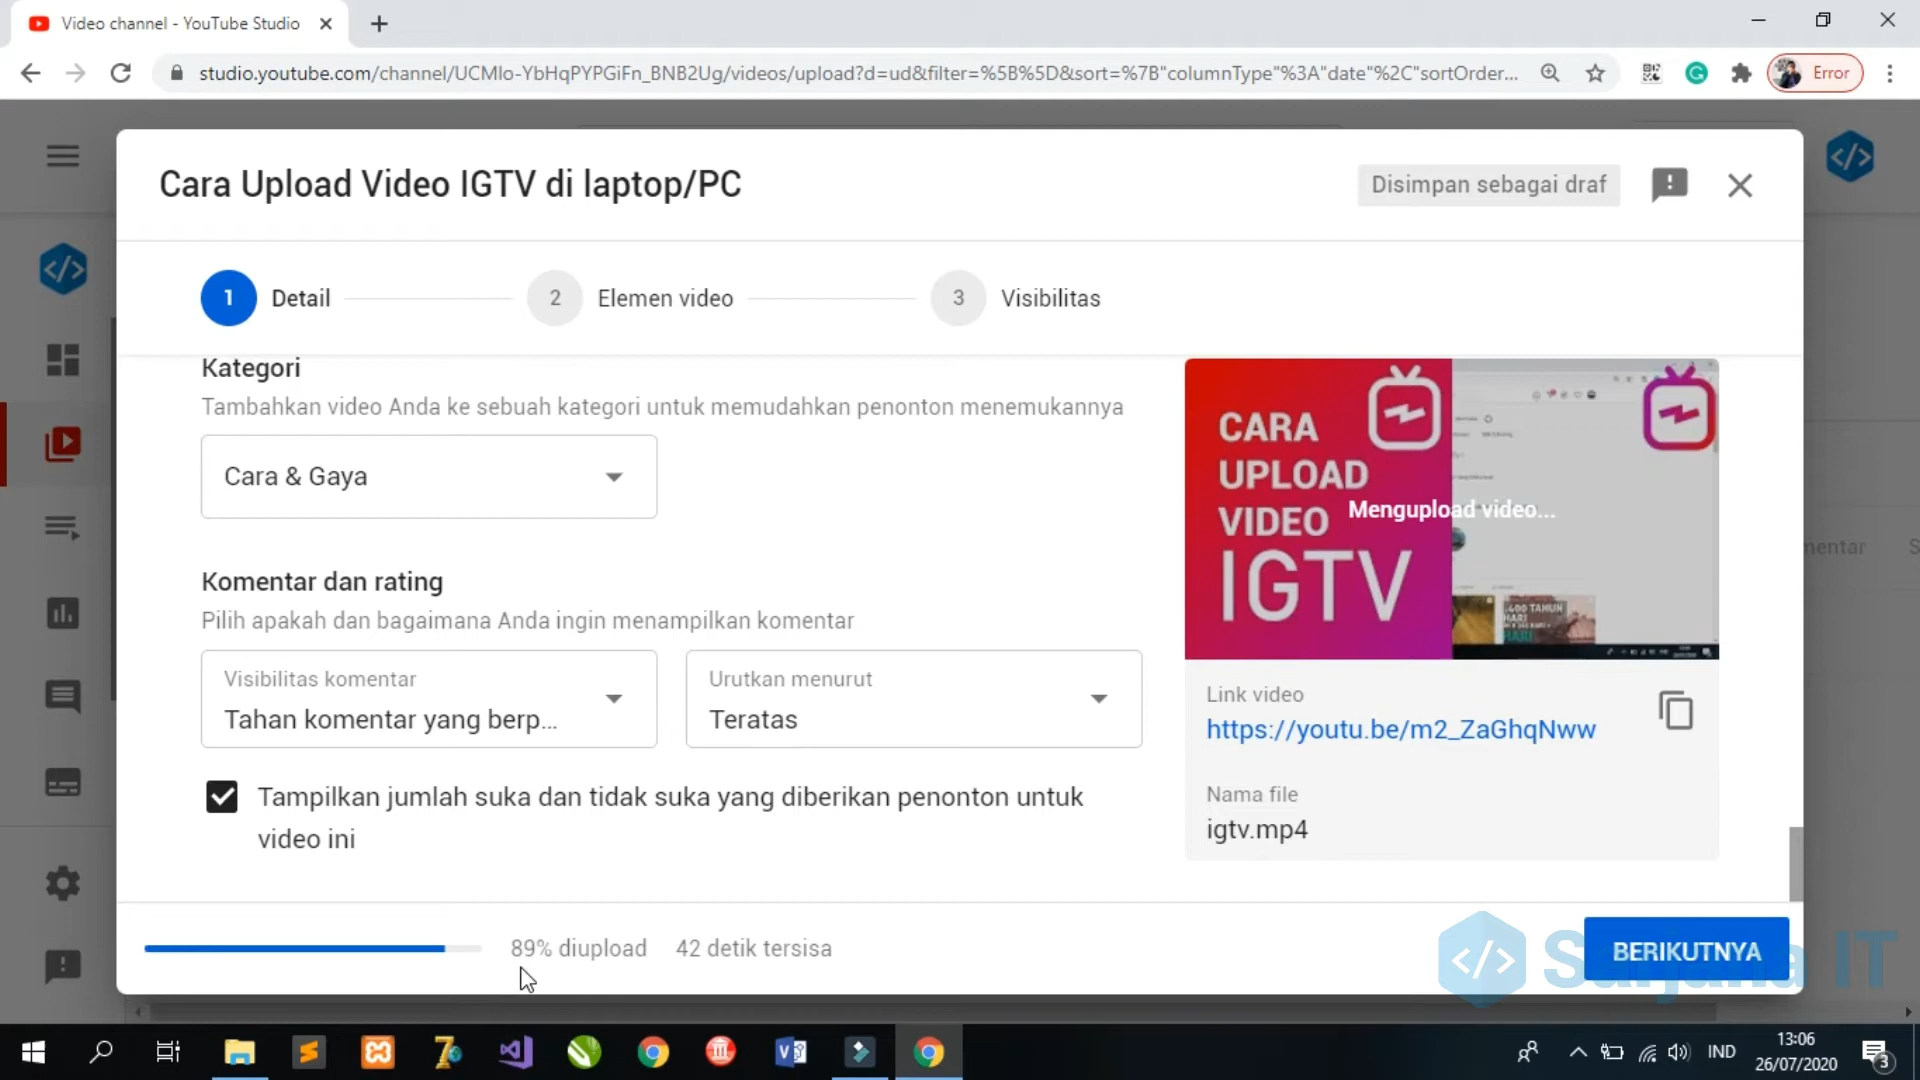 Video channel - YouTube Studio
studio.youtube.com/channel/UCMIo-YbHqPYPGiFn_BNB2Ug/videos/upload?d=ud&filter=%5B%5D&sort=%7B"columnType"%3A"date"%2C"sortOrder...
Error
Cara Upload Video IGTV di laptop/PC
Disimpan sebagai draf
1 Detail
2 Elemen video
3 Visibilitas
Kategori
Tambahkan video Anda ke sebuah kategori untuk memudahkan penonton menemukannya
Cara & Gaya
Komentar dan rating
Pilih apakah dan bagaimana Anda ingin menampilkan komentar
Visibilitas komentar
Tahan komentar yang berp...
Urutkan menurut
Teratas
Tampilkan jumlah suka dan tidak suka yang diberikan penonton untuk
video ini
CARA
UPLOAD
VIDEO
IGTV
Mengupload video...
Link video
https://youtu.be/m2_ZaGhqNww
Nama file
igtv.mp4
mentar
89% diupload
42 detik tersisa
BERIKUTNYA
Sarjana IT
IND
13:06
26/07/2020
3